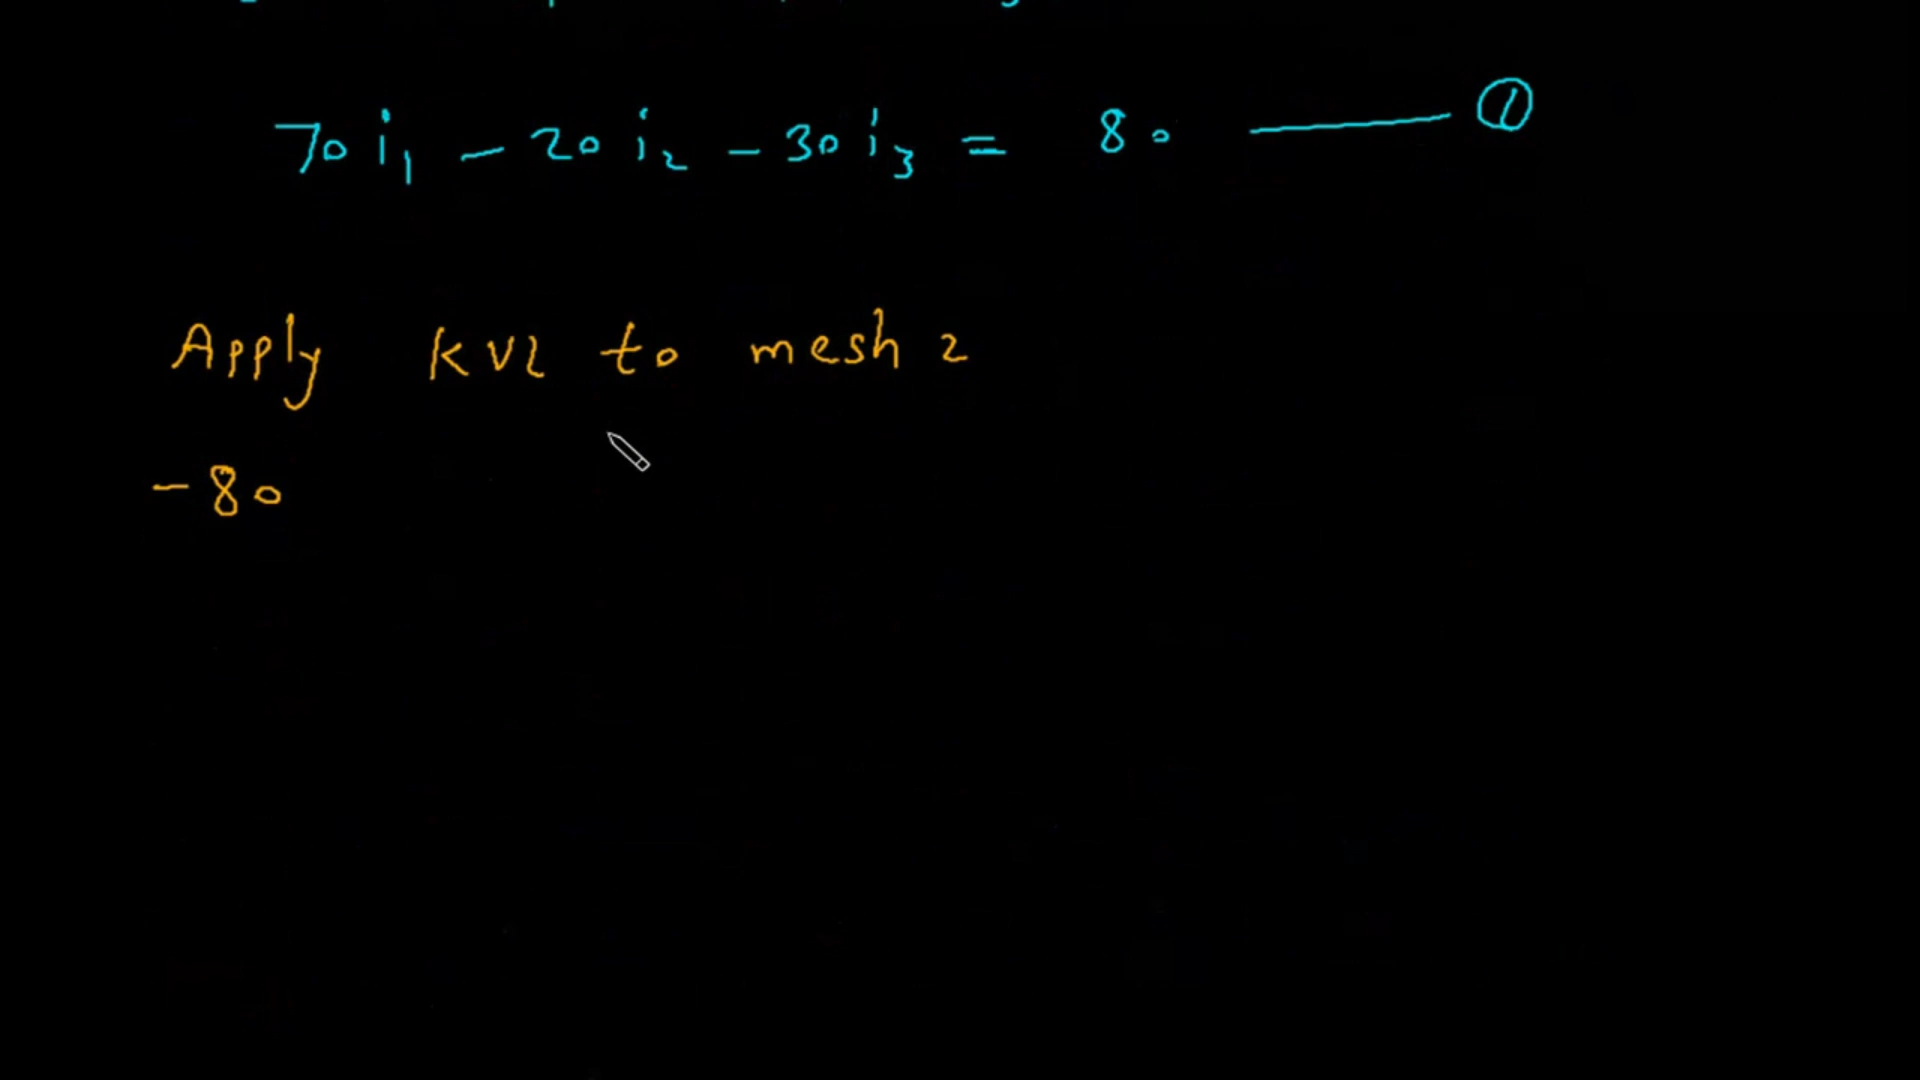 70 i₁ - 20 i₂ - 30 i₃ = 80 —— ①
Apply KVL to mesh 2
-80